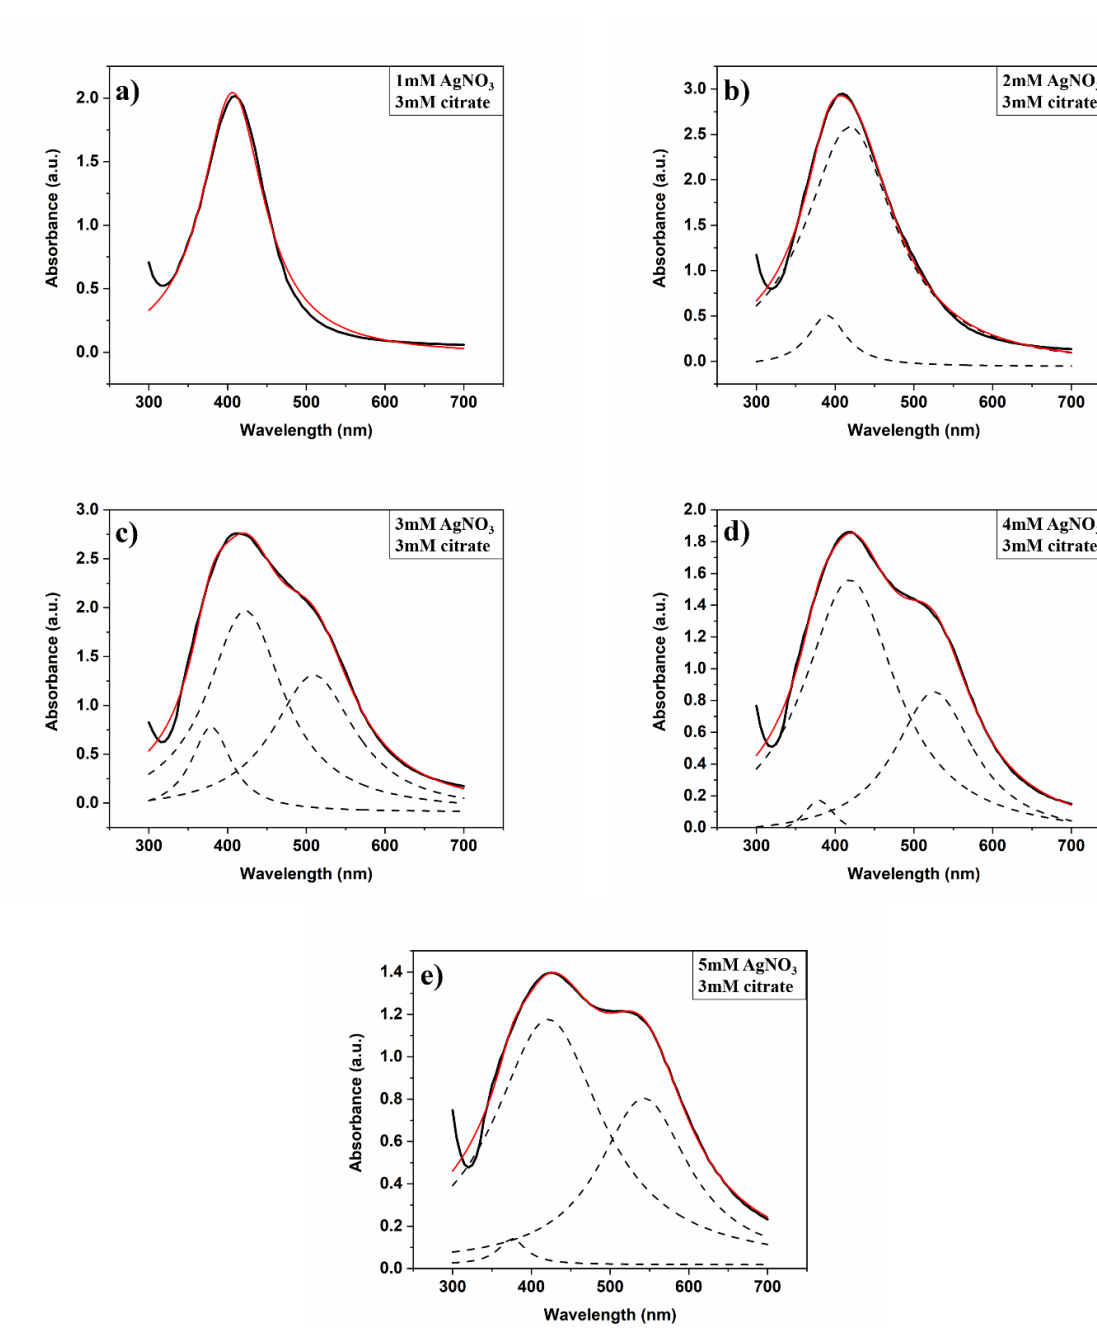 a)
1mM AgNO₃
3mM citrate
2.0
1.5
1.0
0.5
0.0
300 400 500 600 700
Absorbance (a.u.)
Wavelength (nm)
b)
2mM AgNO₃
3mM citrate
3.0
2.5
2.0
1.5
1.0
0.5
0.0
300 400 500 600 700
Absorbance (a.u.)
Wavelength (nm)
c)
3mM AgNO₃
3mM citrate
3.0
2.5
2.0
1.5
1.0
0.5
0.0
300 400 500 600 700
Absorbance (a.u.)
Wavelength (nm)
d)
4mM AgNO₃
3mM citrate
2.0
1.8
1.6
1.4
1.2
1.0
0.8
0.6
0.4
0.2
0.0
300 400 500 600 700
Absorbance (a.u.)
Wavelength (nm)
e)
5mM AgNO₃
3mM citrate
1.4
1.2
1.0
0.8
0.6
0.4
0.2
0.0
300 400 500 600 700
Absorbance (a.u.)
Wavelength (nm)